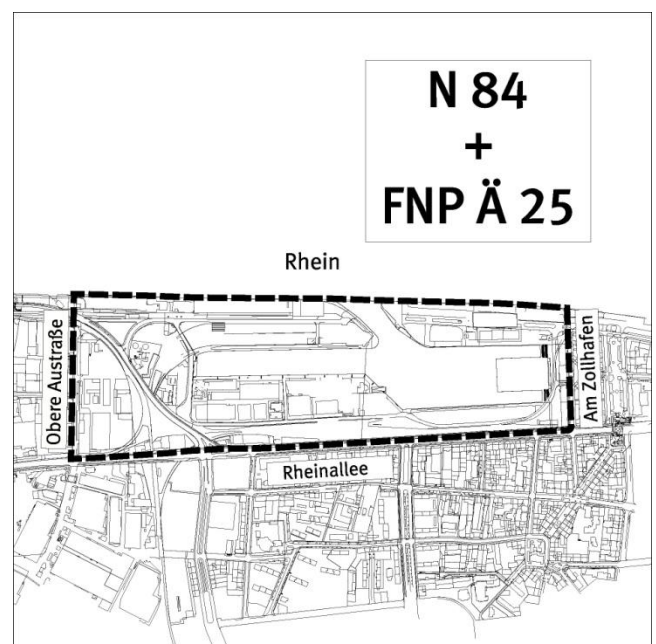 N 84
+
FNP Ä 25
Rhein
Obere Austraße
Am Zollhafen
Rheinallee